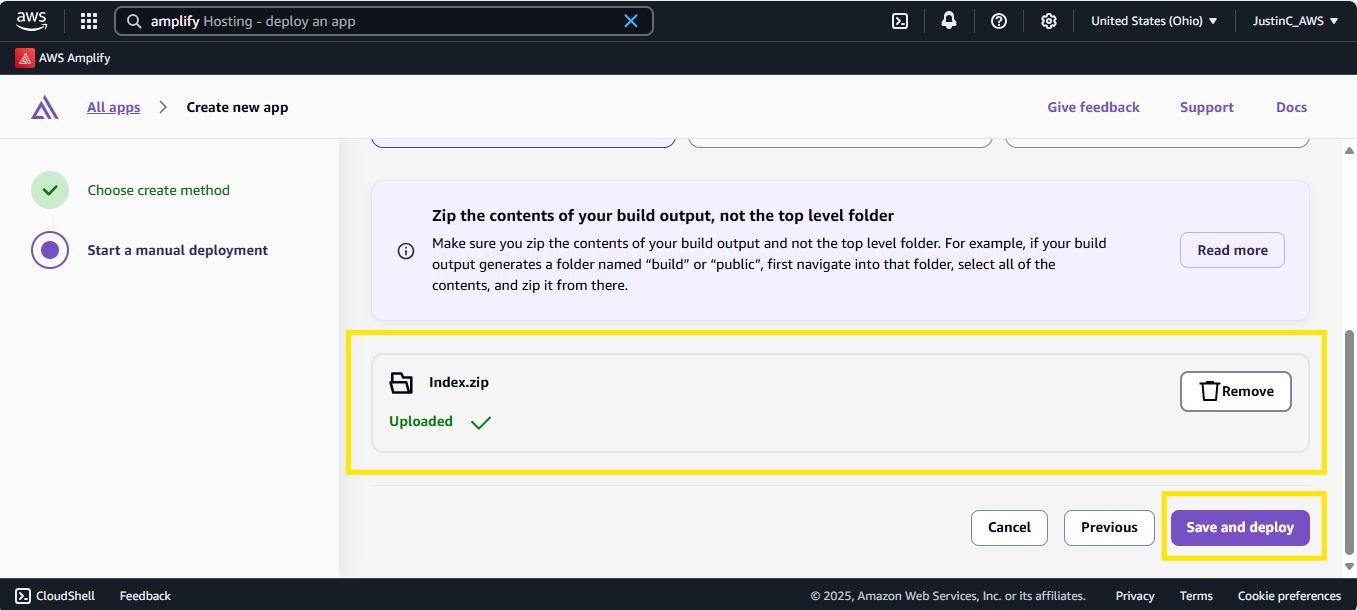 aws
amplify Hosting - deploy an app
United States (Ohio)
JustinC_AWS
AWS Amplify
All apps
Create new app
Give feedback
Support
Docs
Choose create method
Start a manual deployment
Zip the contents of your build output, not the top level folder
Make sure you zip the contents of your build output and not the top level folder. For example, if your build
output generates a folder named “build” or “public”, first navigate into that folder, select all of the
contents, and zip it from there.
Read more
Index.zip
Uploaded
Remove
Cancel
Previous
Save and deploy
CloudShell
Feedback
© 2025, Amazon Web Services, Inc. or its affiliates.
Privacy
Terms
Cookie preferences